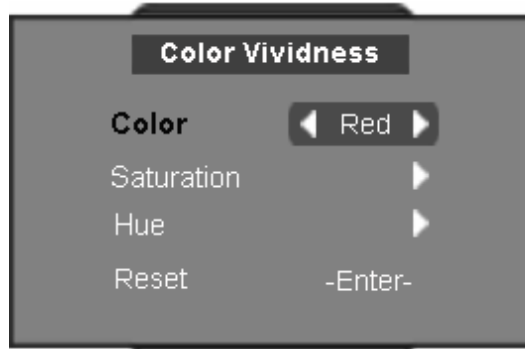 Color Vividness
Color Red
Saturation
Hue
Reset -Enter-